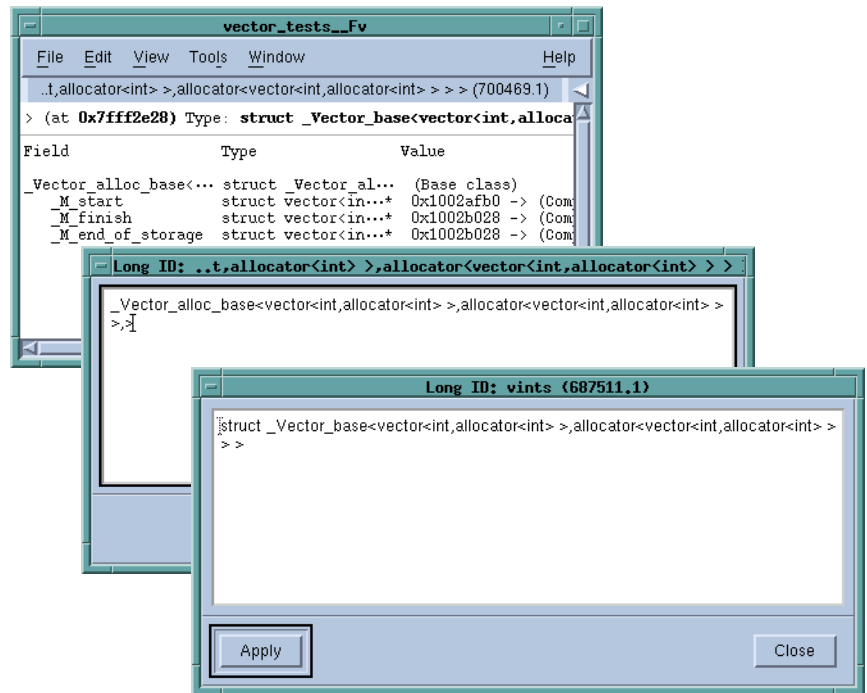 vector_tests__Fv
File Edit View Tools Window Help
..t,allocator<int> >,allocator<vector<int,allocator<int> > > > (700469.1)
> (at 0x7fff2e28) Type: struct _Vector_base<vector<int,alloca
Field Type Value
_Vector_alloc_base<··· struct _Vector_al··· (Base class)
_M_start struct vector<in···* 0x1002afb0 -> (Com
_M_finish struct vector<in···* 0x1002b028 -> (Com
_M_end_of_storage struct vector<in···* 0x1002b028 -> (Com
Long ID: ..t,allocator<int> >,allocator<vector<int,allocator<int> > >
_Vector_alloc_base<vector<int,allocator<int> >,allocator<vector<int,allocator<int> >
>,>
Long ID: vints (687511.1)
struct _Vector_base<vector<int,allocator<int> >,allocator<vector<int,allocator<int> >
> >
Apply Close